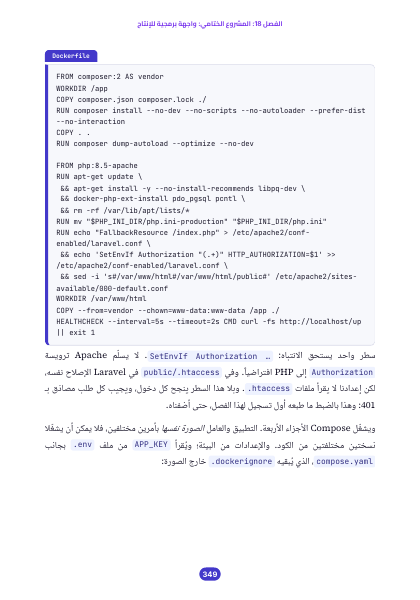 الفصل 18: المشروع الختامي: واجهة برمجية للإنتاج
Dockerfile
FROM composer:2 AS vendor
WORKDIR /app
COPY composer.json composer.lock ./
RUN composer install --no-dev --no-scripts --no-autoloader --prefer-dist
--no-interaction
COPY . .
RUN composer dump-autoload --optimize --no-dev
FROM php:8.5-apache
RUN apt-get update \
&& apt-get install -y --no-install-recommends libpq-dev \
&& docker-php-ext-install pdo_pgsql pcntl \
&& rm -rf /var/lib/apt/lists/*
RUN mv "$PHP_INI_DIR/php.ini-production" "$PHP_INI_DIR/php.ini"
RUN echo "FallbackResource /index.php" > /etc/apache2/conf-
enabled/laravel.conf \
&& echo 'SetEnvIf Authorization "(.+)" HTTP_AUTHORIZATION=$1' >>
/etc/apache2/conf-enabled/laravel.conf \
&& sed -i 's#/var/www/html#/var/www/html/public#' /etc/apache2/sites-
available/000-default.conf
WORKDIR /var/www/html
COPY --from=vendor --chown=www-data:www-data /app ./
HEALTHCHECK --interval=5s --timeout=2s CMD curl -fs http://localhost/up
|| exit 1
سطر واحد يستحق الانتباه: SetEnvIf Authorization …. لا يسلّم Apache ترويسة
Authorization إلى PHP افتراضياً. وفي public/.htaccess في Laravel الإصلاح نفسه،
لكن إعدادنا لا يقرأ ملفات .htaccess. وبلا هذا السطر ينجح كل دخول، ويجيب كل طلب مصادَق بـ
401: وهذا بالضبط ما طبعه أول تسجيل لهذا الفصل، حتى أضفناه.
ويشغّل Compose الأجزاء الأربعة. التطبيق والعامل الصورة نفسها بأمرين مختلفين، فلا يمكن أن يشغّلا
نسختين مختلفتين من الكود. والإعدادات من البيئة؛ ويُقرأ APP_KEY من ملف .env بجانب
compose.yaml، الذي يُبقيه .dockerignore خارج الصورة:
349